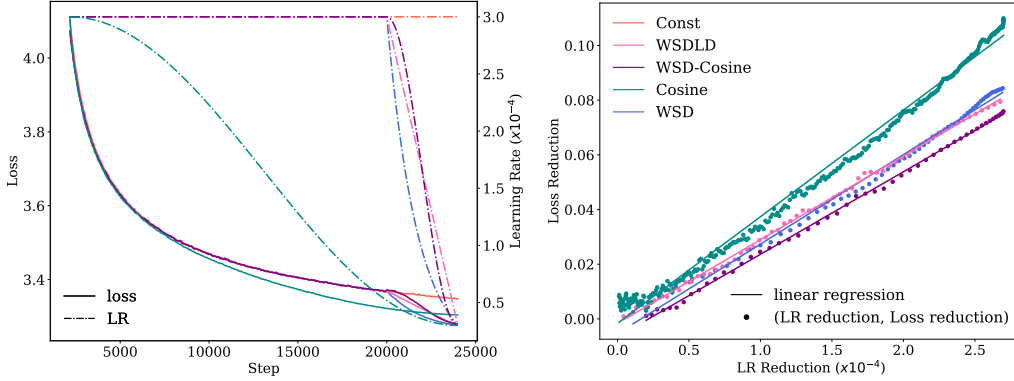 4.0
3.8
3.6
3.4
Loss
loss
LR
5000
10000
15000
20000
25000
Step
3.0
2.5
2.0
1.5
1.0
0.5
Learning Rate (x10⁻⁴)
Const
WSDLD
WSD-Cosine
Cosine
WSD
0.10
0.08
0.06
0.04
0.02
0.00
Loss Reduction
linear regression
(LR reduction, Loss reduction)
0.0
0.5
1.0
1.5
2.0
2.5
LR Reduction (x10⁻⁴)